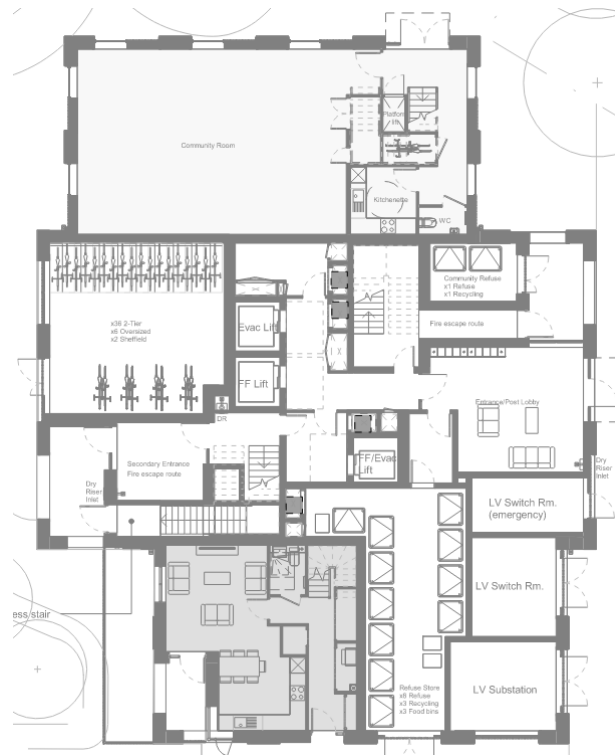 Community Room
Platform
lift
Kitchenette
WC
Community Refuse
x1 Refuse
x1 Recycling
x38 2-Tier
x6 Oversized
x2 Sheffield
Evac Lift
Fire escape route
FF Lift
Entrance/Post Lobby
DR
Secondary Entrance
Fire escape route
FF/Evac
Lift
Dry
Riser
Inlet
Dry
Riser
Inlet
LV Switch Rm.
(emergency)
LV Switch Rm.
ess/stair
LV Substation
Refuse Store
x6 Refuse
x3 Recycling
x3 Food bins